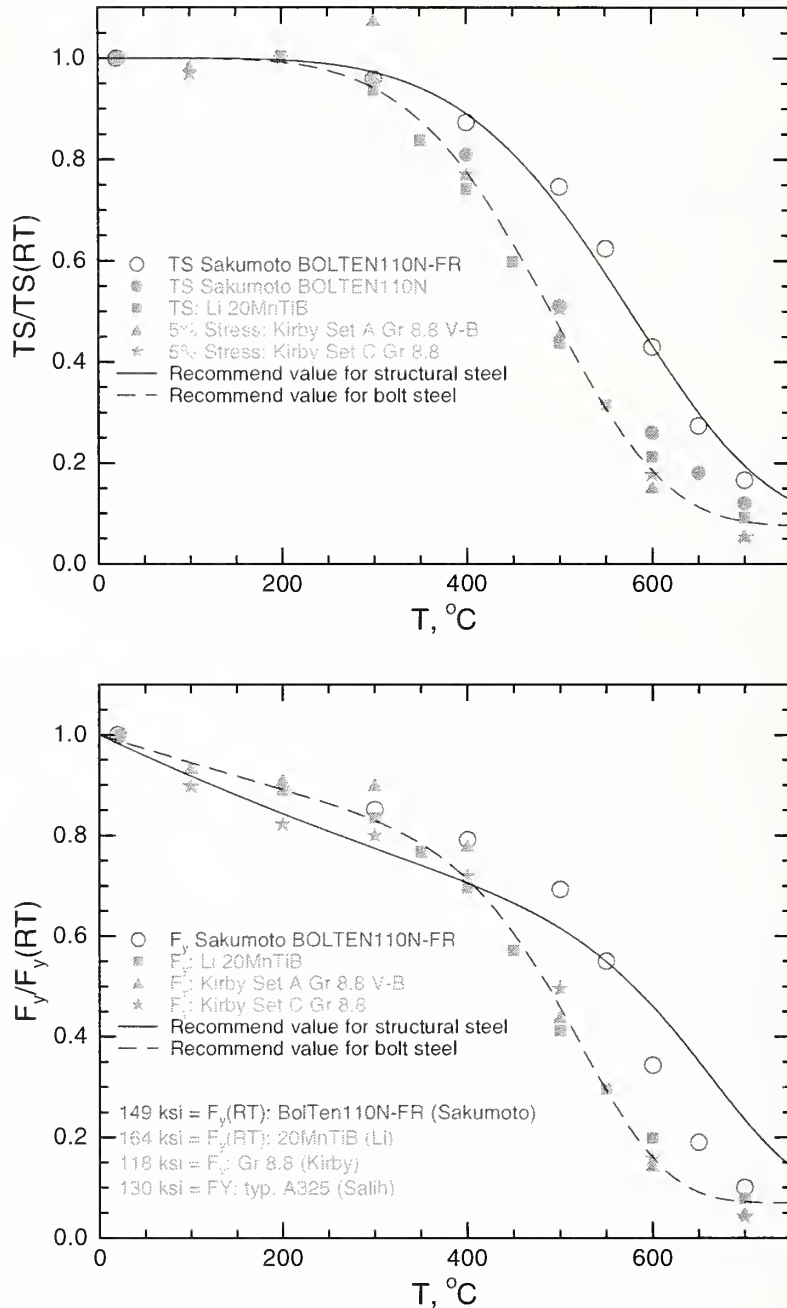 1.0
0.8
0.6
0.4
0.2
0.0
TS/TS(RT)
TS Sakumoto BOLTEN110N-FR
TS Sakumoto BOLTEN110N
TS: Li 20MnTiB
5% Stress: Kirby Set A Gr 8.8 V-B
5% Stress: Kirby Set C Gr 8.8
Recommend value for structural steel
Recommend value for bolt steel
0 200 400 600
T, °C
1.0
0.8
0.6
0.4
0.2
0.0
Fy/Fy(RT)
Fy Sakumoto BOLTEN110N-FR
Fy: Li 20MnTiB
Fy: Kirby Set A Gr 8.8 V-B
Fy: Kirby Set C Gr 8.8
Recommend value for structural steel
Recommend value for bolt steel
149 ksi = Fy(RT): BolTen110N-FR (Sakumoto)
164 ksi = Fy(RT): 20MnTiB (Li)
118 ksi = Fy: Gr 8.8 (Kirby)
130 ksi = FY: typ. A325 (Salih)
0 200 400 600
T, °C